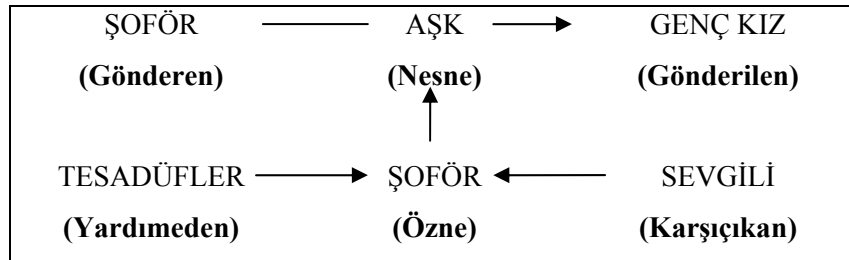 ŞOFÖR AŞK GENÇ KIZ
(Gönderen) (Nesne) (Gönderilen)
TESADÜFLER ŞOFÖR SEVGİLİ
(Yardımeden) (Özne) (Karşıçıkan)